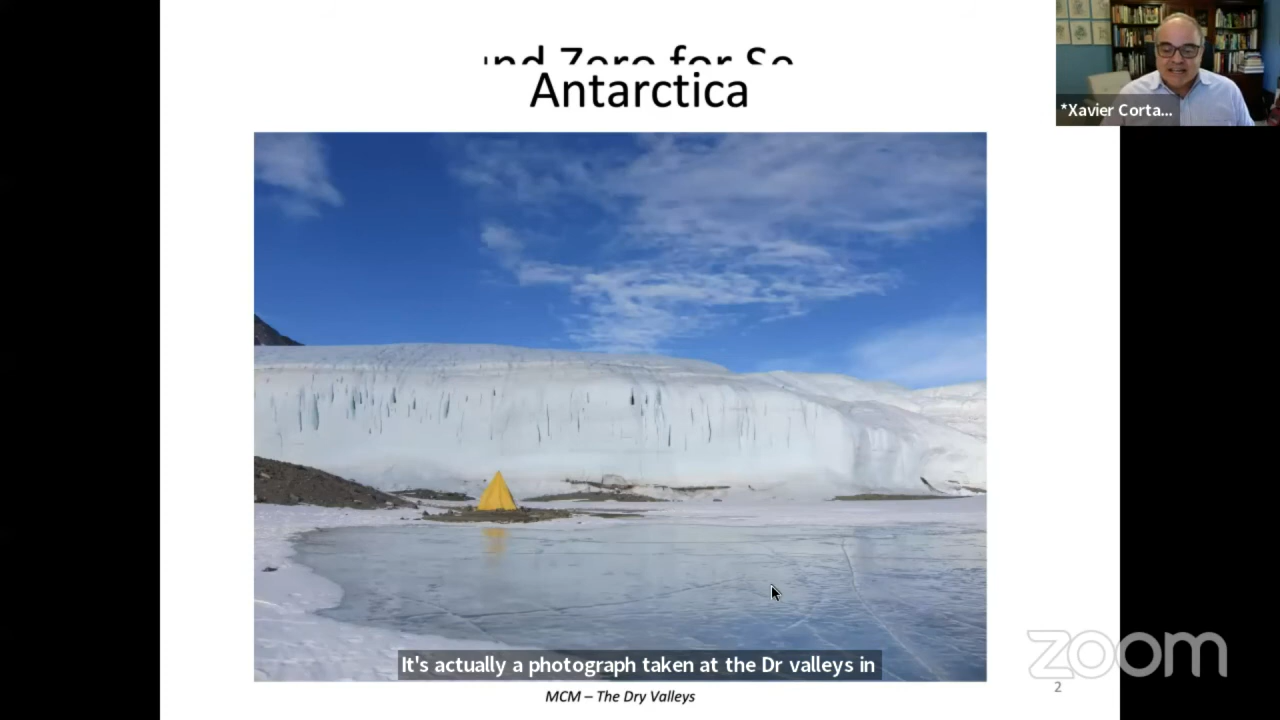 Antarctica
*Xavier Corta...
It's actually a photograph taken at the Dr valleys in
zoom
2
MCM – The Dry Valleys